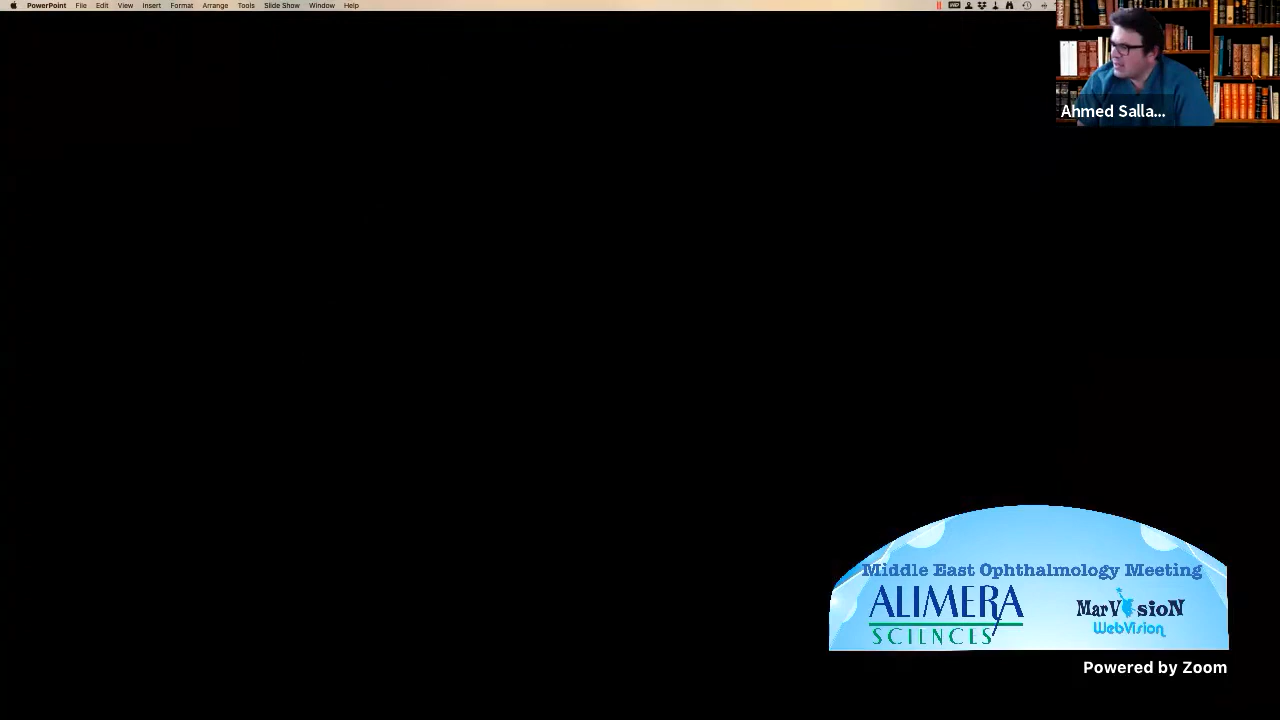 PowerPoint File Edit View Insert Format Arrange Tools Slide Show Window Help
Ahmed Salla...
Middle East Ophthalmology Meeting
ALIMERA
SCIENCES
MarVisioN
WebVision
Powered by Zoom